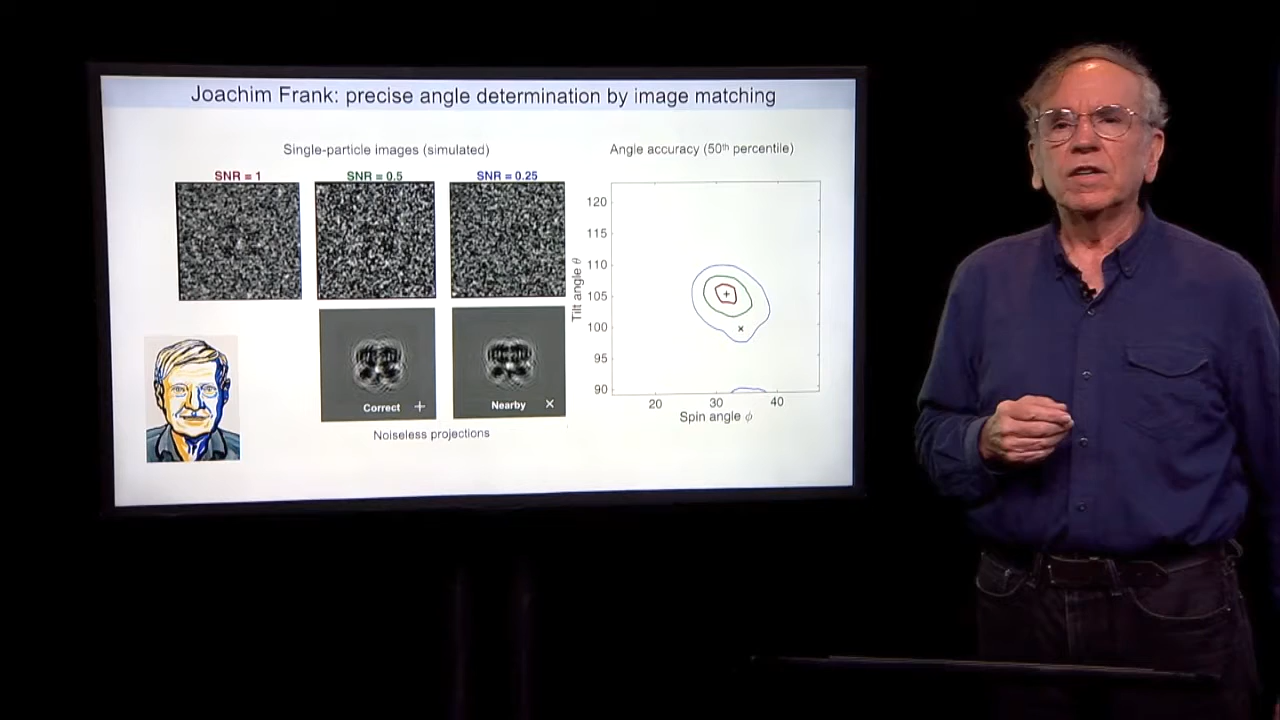 Joachim Frank: precise angle determination by image matching
Single-particle images (simulated)
SNR = 1
SNR = 0.5
SNR = 0.25
Correct +
Nearby ×
Noiseless projections
Angle accuracy (50th percentile)
Tilt angle θ
120
115
110
105
100
95
90
20
30
40
Spin angle ϕ